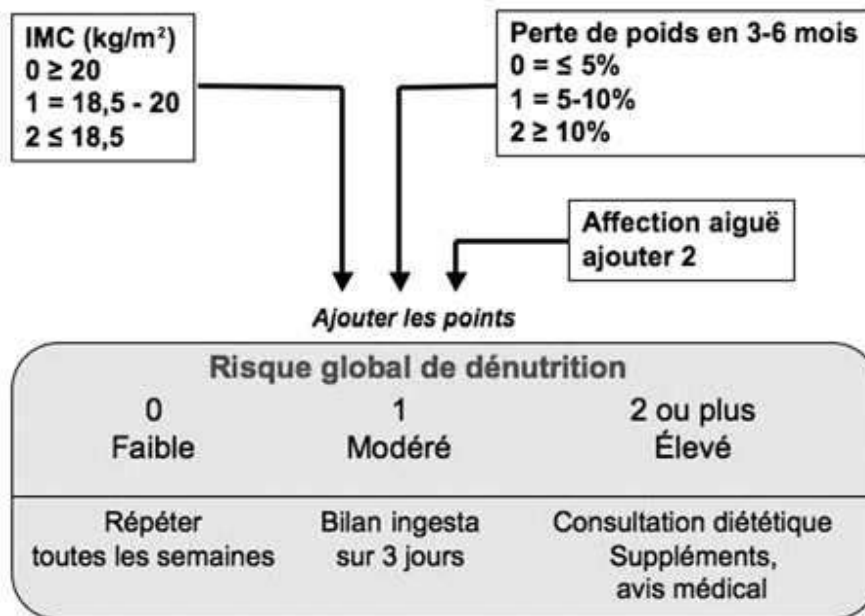 IMC (kg/m²)
0 ≥ 20
1 = 18,5 - 20
2 ≤ 18,5
Perte de poids en 3-6 mois
0 = ≤ 5%
1 = 5-10%
2 ≥ 10%
Affection aiguë
ajouter 2
Ajouter les points
Risque global de dénutrition
0
Faible
1
Modéré
2 ou plus
Élevé
Répéter
toutes les semaines
Bilan ingesta
sur 3 jours
Consultation diététique
Suppléments,
avis médical